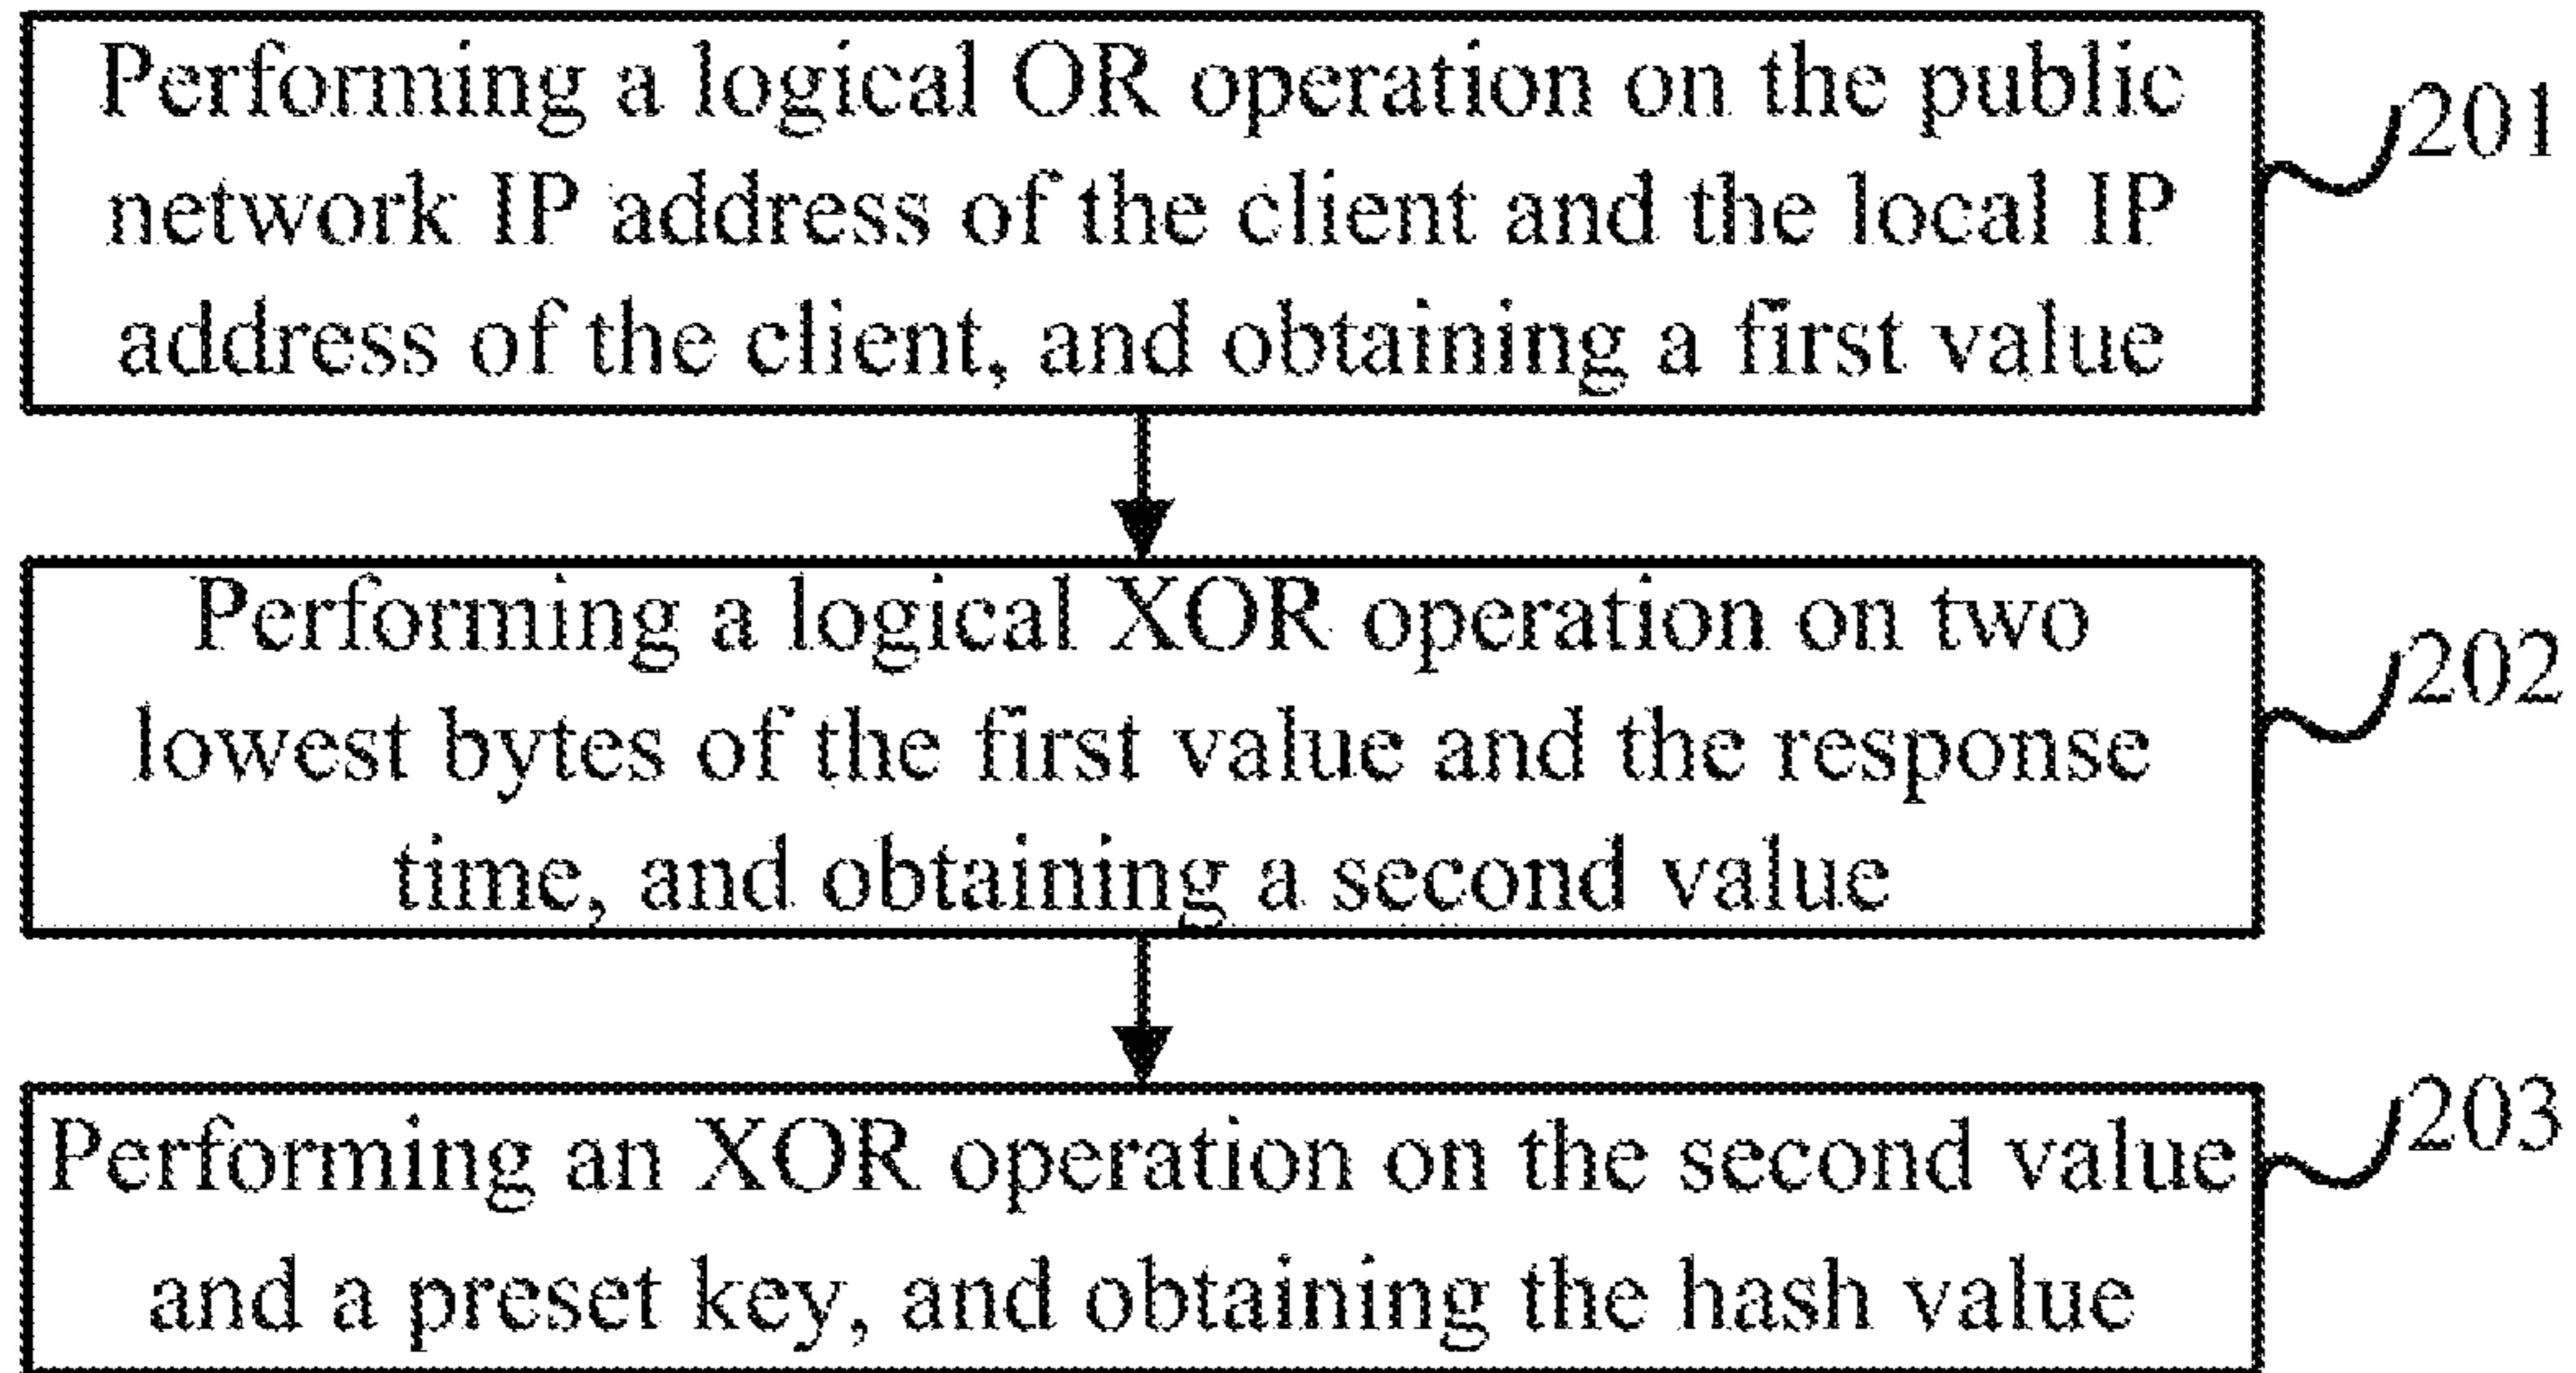 Performing a logical OR operation on the public
network IP address of the client and the local IP
address of the client, and obtaining a first value
201
Performing a logical XOR operation on two
lowest bytes of the first value and the response
time, and obtaining a second value
202
Performing an XOR operation on the second value
and a preset key, and obtaining the hash value
203